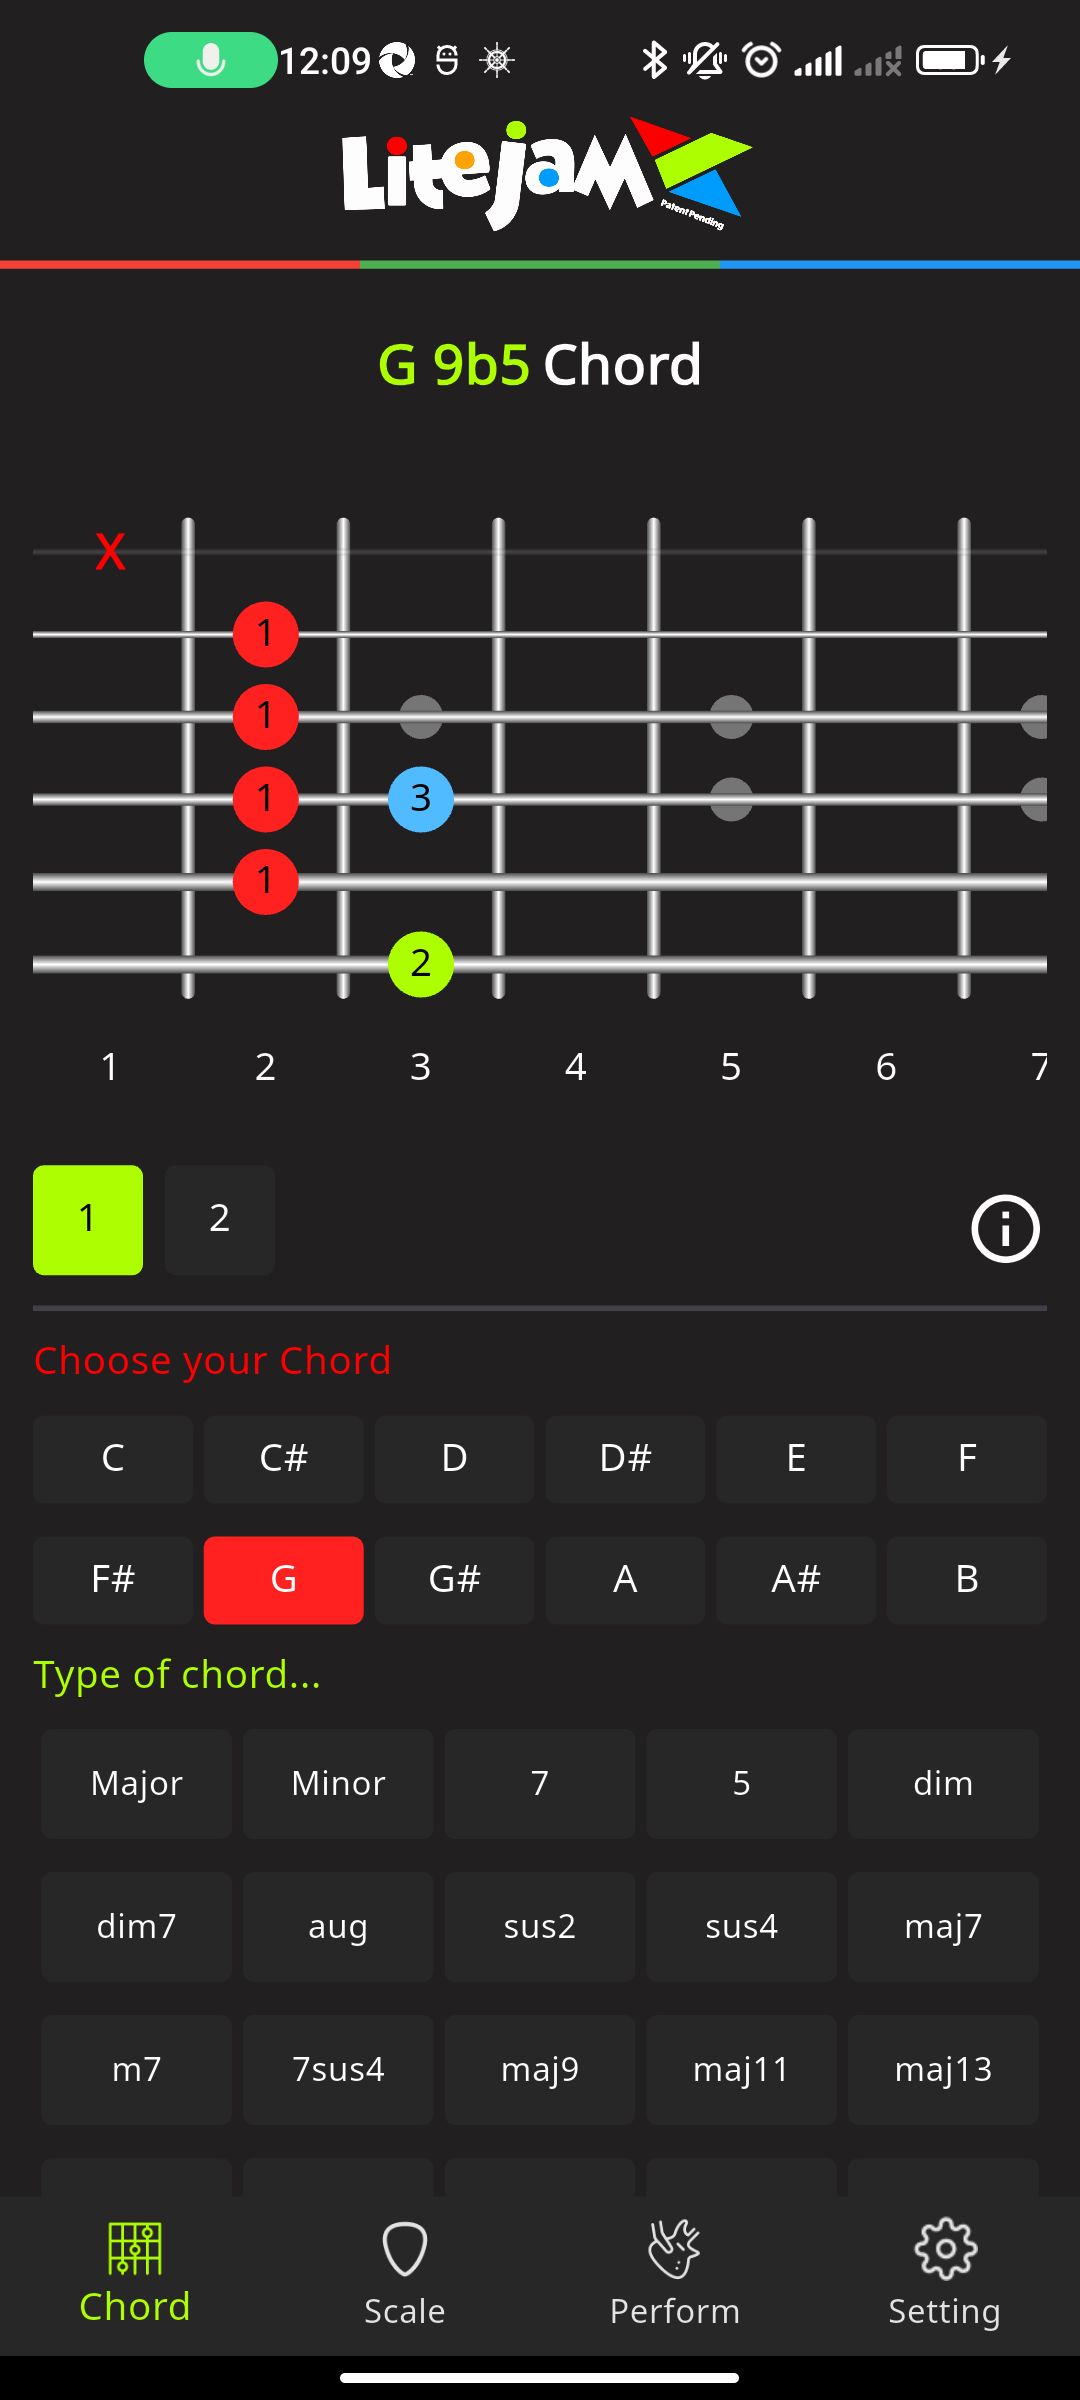 12:09
Litejam
Patent Pending
G 9b5 Chord
X
1
1
1 3
1
2
1 2 3 4 5 6 7
1 2
Choose your Chord
C C# D D# E F
F# G G# A A# B
Type of chord...
Major Minor 7 5 dim
dim7 aug sus2 sus4 maj7
m7 7sus4 maj9 maj11 maj13
Chord Scale Perform Setting